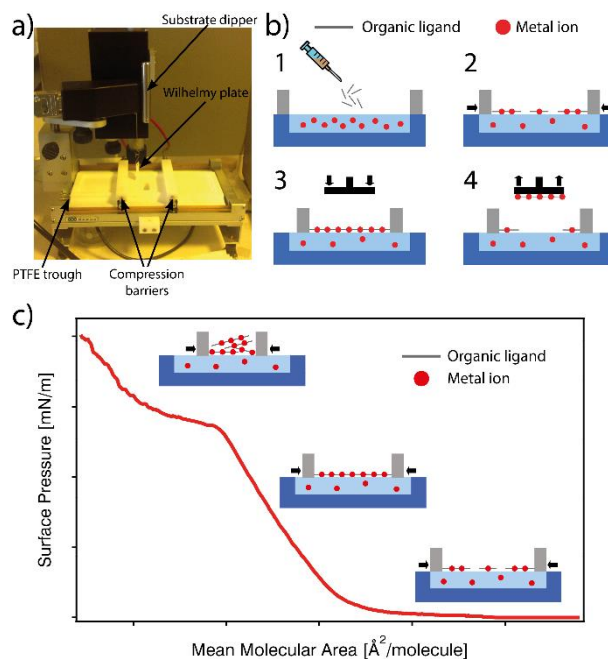 a)
Substrate dipper
Wilhelmy plate
PTFE trough
Compression
barriers
b)
Organic ligand
Metal ion
1
2
3
4
c)
Organic ligand
Metal ion
Surface Pressure [mN/m]
Mean Molecular Area [Å²/molecule]